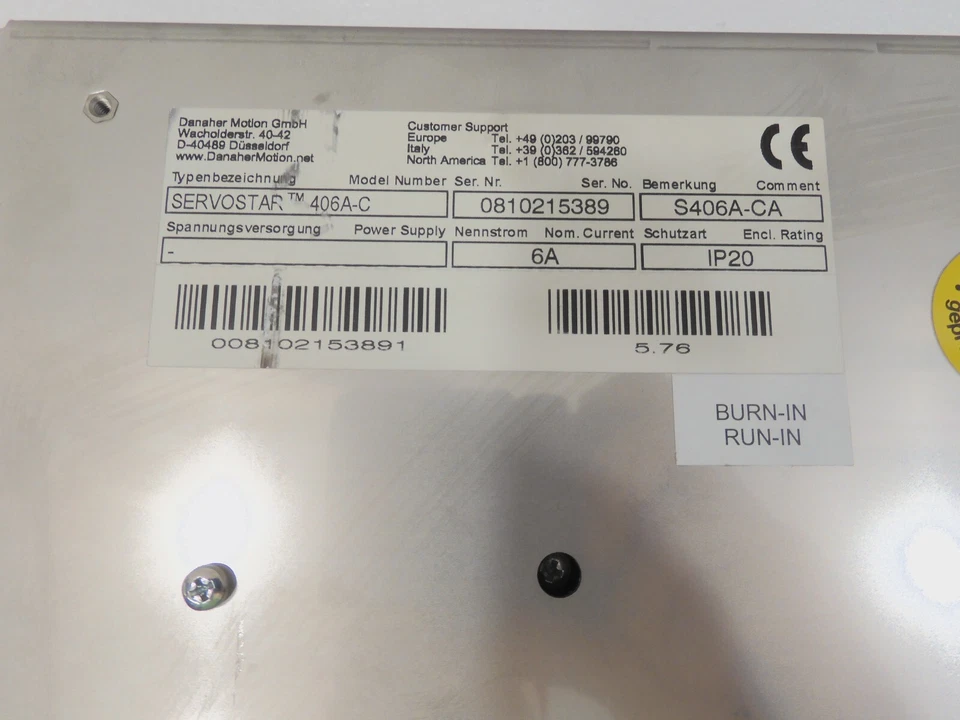 Danaher Motion GmbH
Wacholderstr. 40-42
D-40489 Düsseldorf
www.DanaherMotion.net
Customer Support
Europe Tel. +49 (0)203 / 99790
Italy Tel. +39 (0)362 / 594260
North America Tel. +1 (800) 777-3786
CE
Typenbezeichnung Model Number Ser. Nr. Ser. No. Bemerkung Comment
SERVOSTAR™ 406A-C 0810215389 S406A-CA
Spannungsversorgung Power Supply Nennstrom Nom. Current Schutzart Encl. Rating
- 6A IP20
008102153891 5.76
BURN-IN
RUN-IN